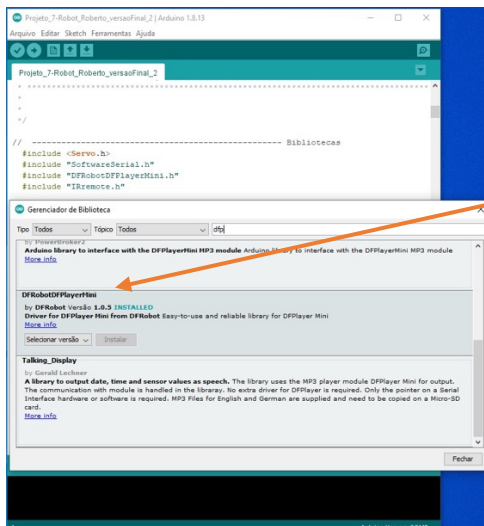 Projeto_7-Robot_Roberto_versaoFinal_2 | Arduino 1.8.13
Arquivo Editar Sketch Ferramentas Ajuda
Projeto_7-Robot_Roberto_versaoFinal_2
*
*
*/
// -------------------------------------------------- Bibliotecas
#include <Servo.h>
#include "SoftwareSerial.h"
#include "DFRobotDFPlayerMini.h"
#include "IRremote.h"
Gerenciador de Biblioteca
Tipo Todos Tópico Todos dfp
by PowerBroker2
Arduino library to interface with the DFPlayerMini MP3 module Arduino library to interface with the DFPlayerMini MP3 module
More info
DFRobotDFPlayerMini
by DFRobot Versão 1.0.5 INSTALLED
Driver for DFPlayer Mini from DFRobot Easy-to-use and reliable library for DFPlayer Mini
More info
Selecionar versão Instalar
Talking_Display
by Gerald Lechner
A library to output date, time and sensor values as speech. The library uses the MP3 player module DFPlayer Mini for output.
The communication with module is handled in the libraray. No extra driver for DFPlayer is required. Only the pointer on a Serial
Interface hardware or software is required. MP3 Files for English and German are supplied and need to be copied on a Micro-SD
card.
More info
Fechar